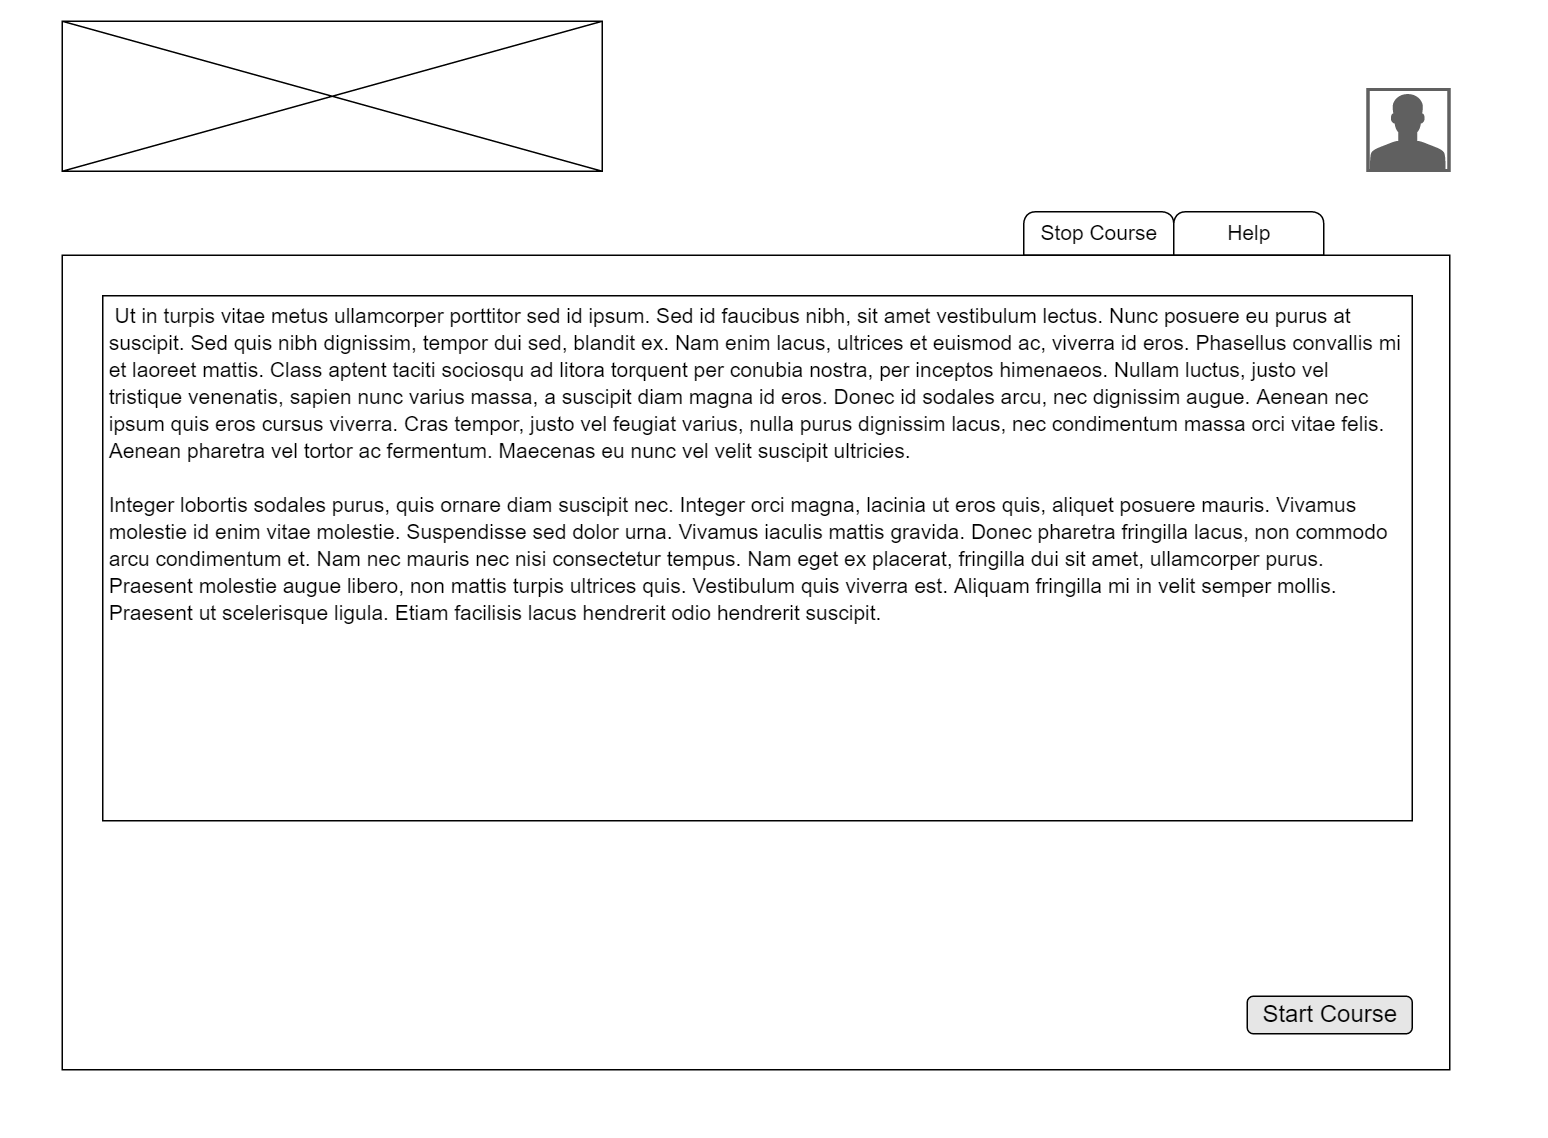 Stop Course
Help
Ut in turpis vitae metus ullamcorper porttitor sed id ipsum. Sed id faucibus nibh, sit amet vestibulum lectus. Nunc posuere eu purus at
suscipit. Sed quis nibh dignissim, tempor dui sed, blandit ex. Nam enim lacus, ultrices et euismod ac, viverra id eros. Phasellus convallis mi
et laoreet mattis. Class aptent taciti sociosqu ad litora torquent per conubia nostra, per inceptos himenaeos. Nullam luctus, justo vel
tristique venenatis, sapien nunc varius massa, a suscipit diam magna id eros. Donec id sodales arcu, nec dignissim augue. Aenean nec
ipsum quis eros cursus viverra. Cras tempor, justo vel feugiat varius, nulla purus dignissim lacus, nec condimentum massa orci vitae felis.
Aenean pharetra vel tortor ac fermentum. Maecenas eu nunc vel velit suscipit ultricies.
Integer lobortis sodales purus, quis ornare diam suscipit nec. Integer orci magna, lacinia ut eros quis, aliquet posuere mauris. Vivamus
molestie id enim vitae molestie. Suspendisse sed dolor urna. Vivamus iaculis mattis gravida. Donec pharetra fringilla lacus, non commodo
arcu condimentum et. Nam nec mauris nec nisi consectetur tempus. Nam eget ex placerat, fringilla dui sit amet, ullamcorper purus.
Praesent molestie augue libero, non mattis turpis ultrices quis. Vestibulum quis viverra est. Aliquam fringilla mi in velit semper mollis.
Praesent ut scelerisque ligula. Etiam facilisis lacus hendrerit odio hendrerit suscipit.
Start Course